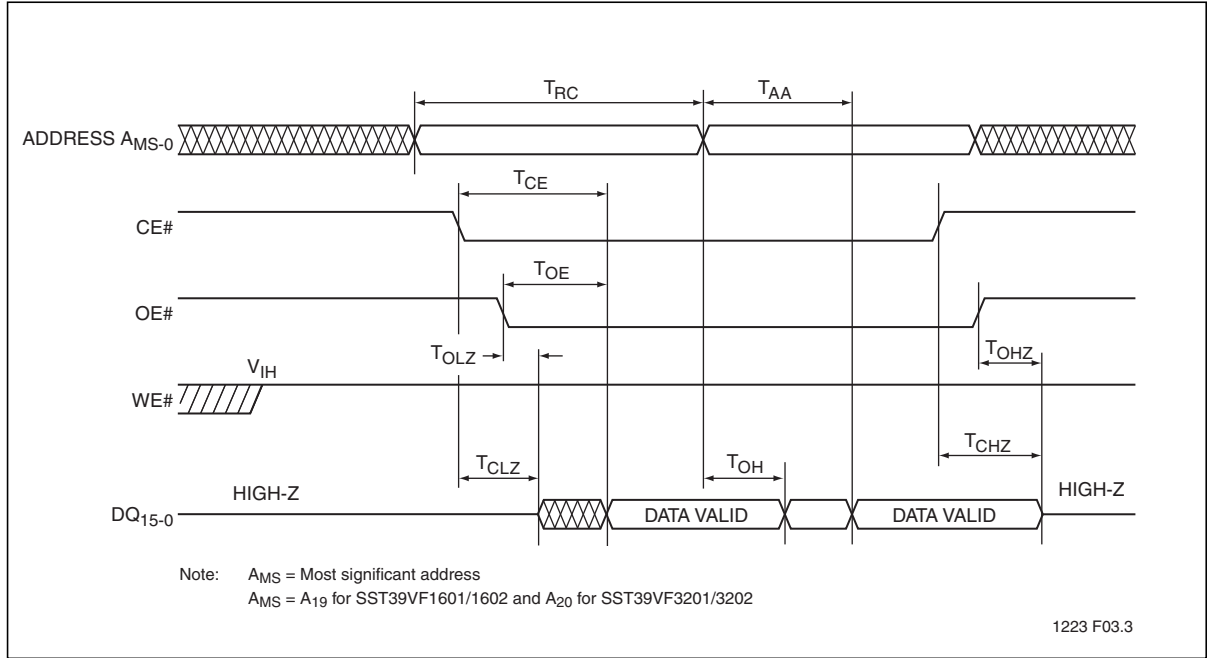 T_RC T_AA
ADDRESS A_MS-0
T_CE
CE#
T_OE
OE#
T_OLZ T_OHZ
V_IH
WE#
T_CLZ T_OH T_CHZ
HIGH-Z HIGH-Z
DQ_15-0 DATA VALID DATA VALID
Note: A_MS = Most significant address
A_MS = A_19 for SST39VF1601/1602 and A_20 for SST39VF3201/3202
1223 F03.3